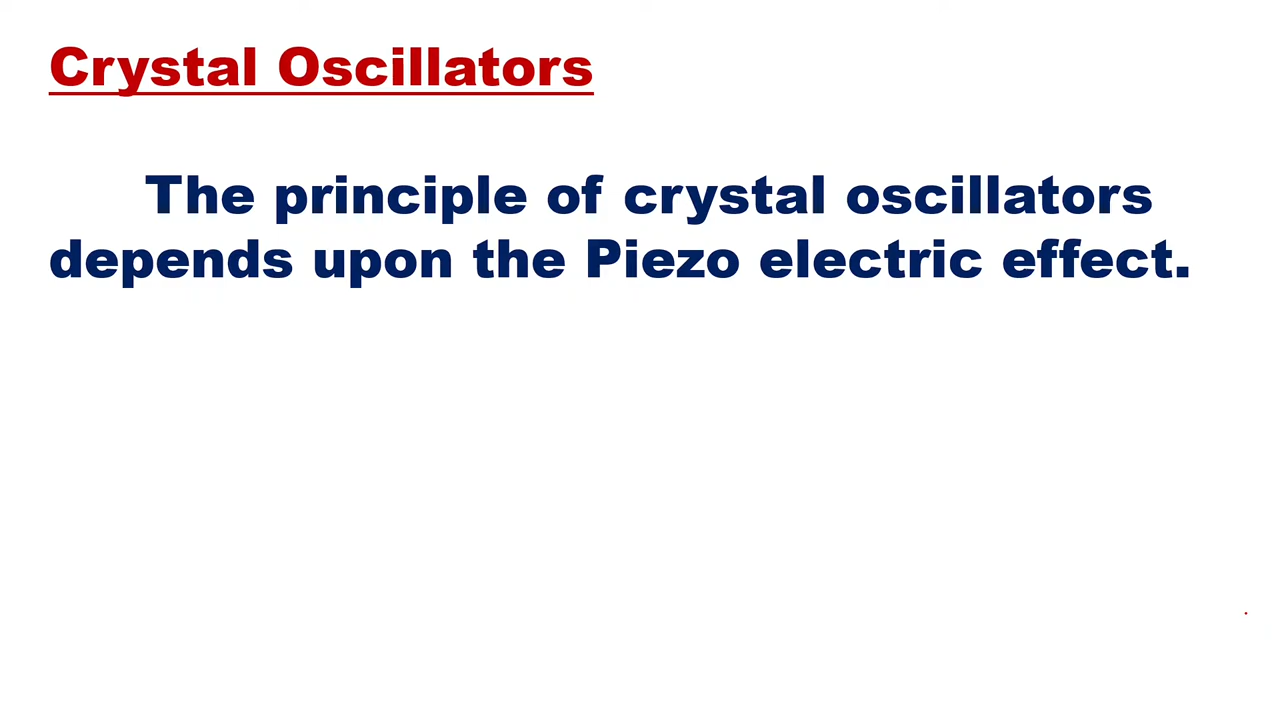 Crystal Oscillators
The principle of crystal oscillators
depends upon the Piezo electric effect.